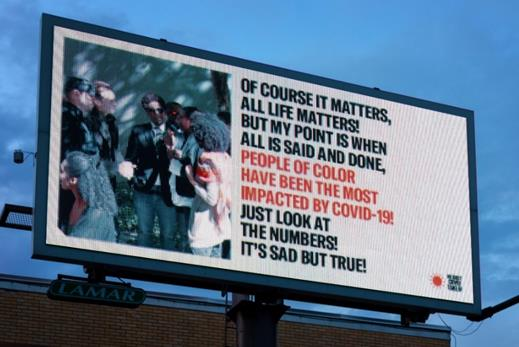 OF COURSE IT MATTERS,
ALL LIFE MATTERS!
BUT MY POINT IS WHEN
ALL IS SAID AND DONE,
PEOPLE OF COLOR
HAVE BEEN THE MOST
IMPACTED BY COVID-19!
JUST LOOK AT
THE NUMBERS!
IT'S SAD BUT TRUE!
LAMAR